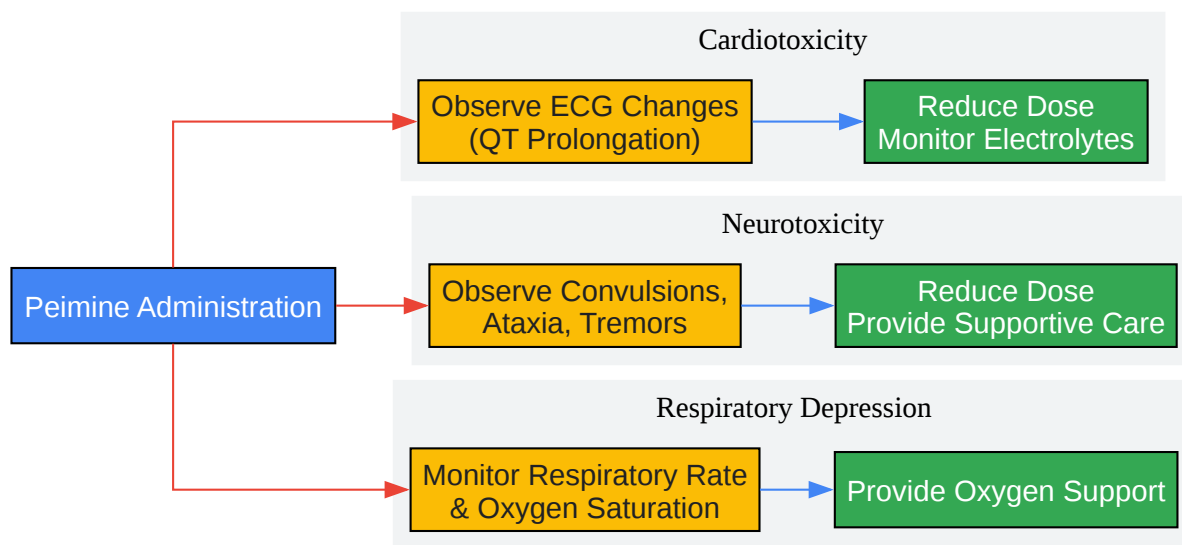 Cardiotoxicity
Observe ECG Changes
(QT Prolongation)
Reduce Dose
Monitor Electrolytes
Neurotoxicity
Peimine Administration
Observe Convulsions,
Ataxia, Tremors
Reduce Dose
Provide Supportive Care
Respiratory Depression
Monitor Respiratory Rate
& Oxygen Saturation
Provide Oxygen Support